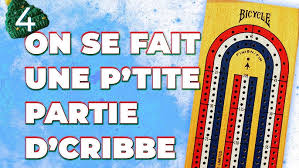 4
ON SE FAIT
UNE P'TITE
PARTIE
D'CRIBBE
BICYCLE